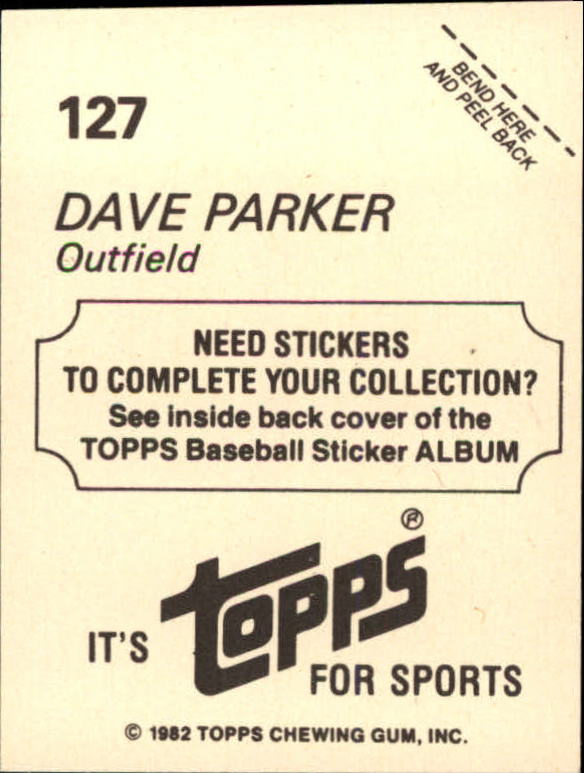 BEND HERE
AND PEEL BACK
127
DAVE PARKER
Outfield
NEED STICKERS
TO COMPLETE YOUR COLLECTION?
See inside back cover of the
TOPPS Baseball Sticker ALBUM
®
IT'S topps
FOR SPORTS
© 1982 TOPPS CHEWING GUM, INC.